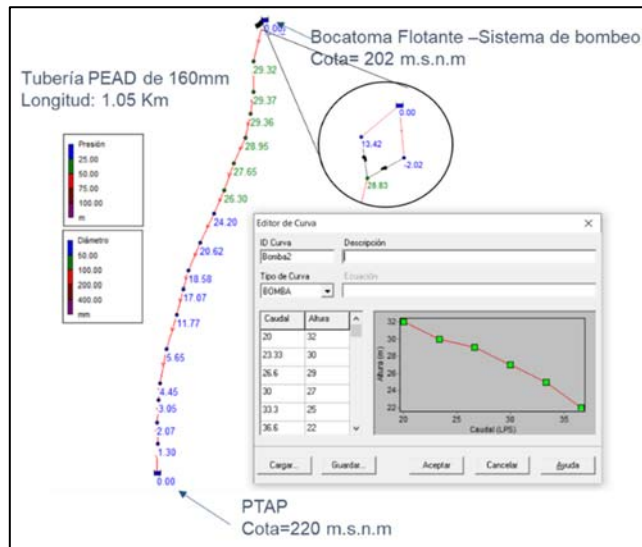 0.00
Bocatoma Flotante –Sistema de bombeo
Cota= 202 m.s.n.m
Tubería PEAD de 160mm
Longitud: 1.05 Km
29.32
29.37
29.36
28.95
27.65
26.30
24.20
20.62
18.58
17.07
11.77
5.65
4.45
3.05
2.07
1.30
0.00
0.00
13.42
-2.02
28.83
Presión
25.00
50.00
75.00
100.00
m
Diámetro
50.00
100.00
200.00
400.00
mm
Editor de Curva
ID Curva Descripción
Bomba2
Tipo de Curva Ecuación
BOMBA
Caudal Altura
20 32
23.33 30
26.6 29
30 27
33.3 25
36.6 22
Altura (m)
32
30
28
26
24
22
20 25 30 35
Caudal (LPS)
Cargar... Guardar... Aceptar Cancelar Ayuda
PTAP
Cota=220 m.s.n.m